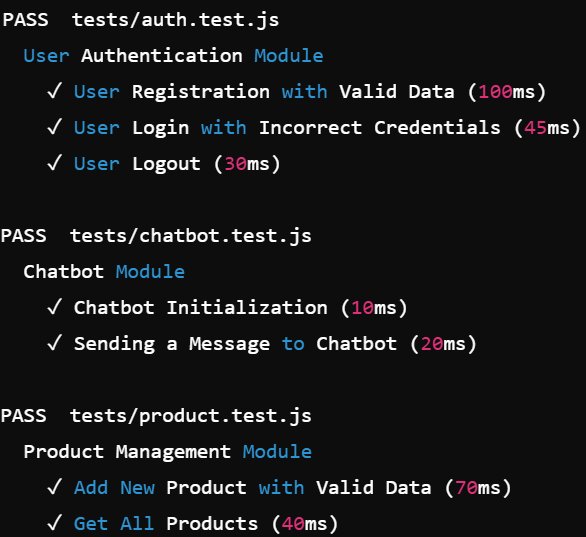 PASS  tests/auth.test.js
User Authentication Module
✓ User Registration with Valid Data (100ms)
✓ User Login with Incorrect Credentials (45ms)
✓ User Logout (30ms)
PASS  tests/chatbot.test.js
Chatbot Module
✓ Chatbot Initialization (10ms)
✓ Sending a Message to Chatbot (20ms)
PASS  tests/product.test.js
Product Management Module
✓ Add New Product with Valid Data (70ms)
✓ Get All Products (40ms)